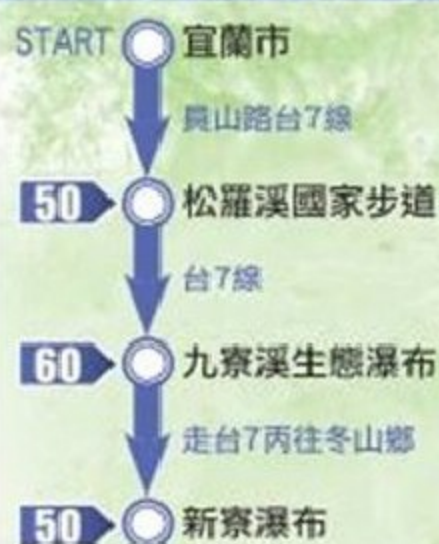 START 宜蘭市
員山路台7線
50 松羅溪國家步道
台7線
60 九寮溪生態瀑布
走台7丙往冬山鄉
50 新寮瀑布